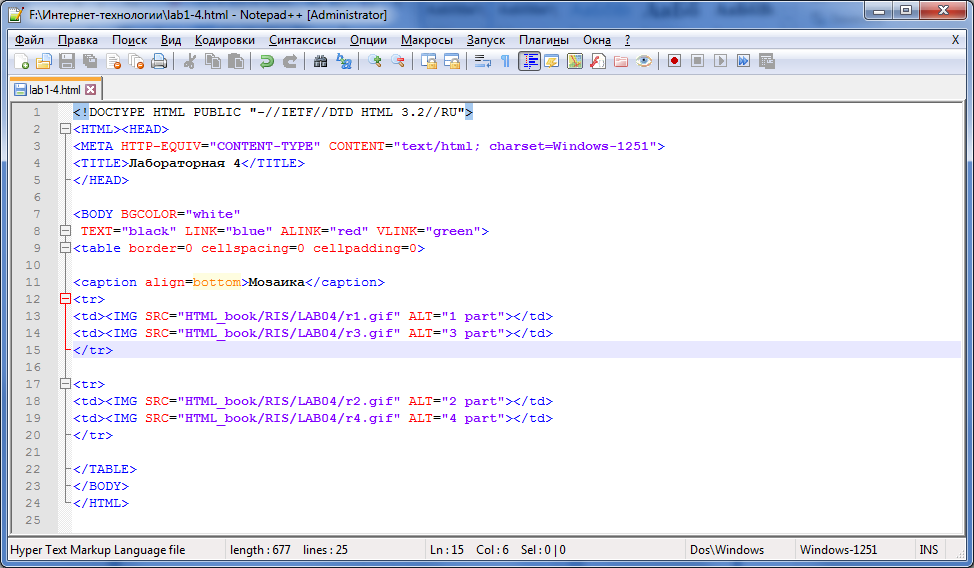 F:\Интернет-технологии\lab1-4.html - Notepad++ [Administrator]
Файл Правка Поиск Вид Кодировки Синтаксисы Опции Макросы Запуск Плагины Окна ? X
lab1-4.html
1 <!DOCTYPE HTML PUBLIC "-//IETF//DTD HTML 3.2//RU">
2 <HTML><HEAD>
3 <META HTTP-EQUIV="CONTENT-TYPE" CONTENT="text/html; charset=Windows-1251">
4 <TITLE>Лабораторная 4</TITLE>
5 </HEAD>
6
7 <BODY BGCOLOR="white"
8 TEXT="black" LINK="blue" ALINK="red" VLINK="green">
9 <table border=0 cellspacing=0 cellpadding=0>
10
11 <caption align=bottom>Мозаика</caption>
12 <tr>
13 <td><IMG SRC="HTML_book/RIS/LAB04/r1.gif" ALT="1 part"></td>
14 <td><IMG SRC="HTML_book/RIS/LAB04/r3.gif" ALT="3 part"></td>
15 </tr>
16
17 <tr>
18 <td><IMG SRC="HTML_book/RIS/LAB04/r2.gif" ALT="2 part"></td>
19 <td><IMG SRC="HTML_book/RIS/LAB04/r4.gif" ALT="4 part"></td>
20 </tr>
21
22 </TABLE>
23 </BODY>
24 </HTML>
25
Hyper Text Markup Language file length : 677 lines : 25 Ln : 15 Col : 6 Sel : 0 | 0 Dos\Windows Windows-1251 INS